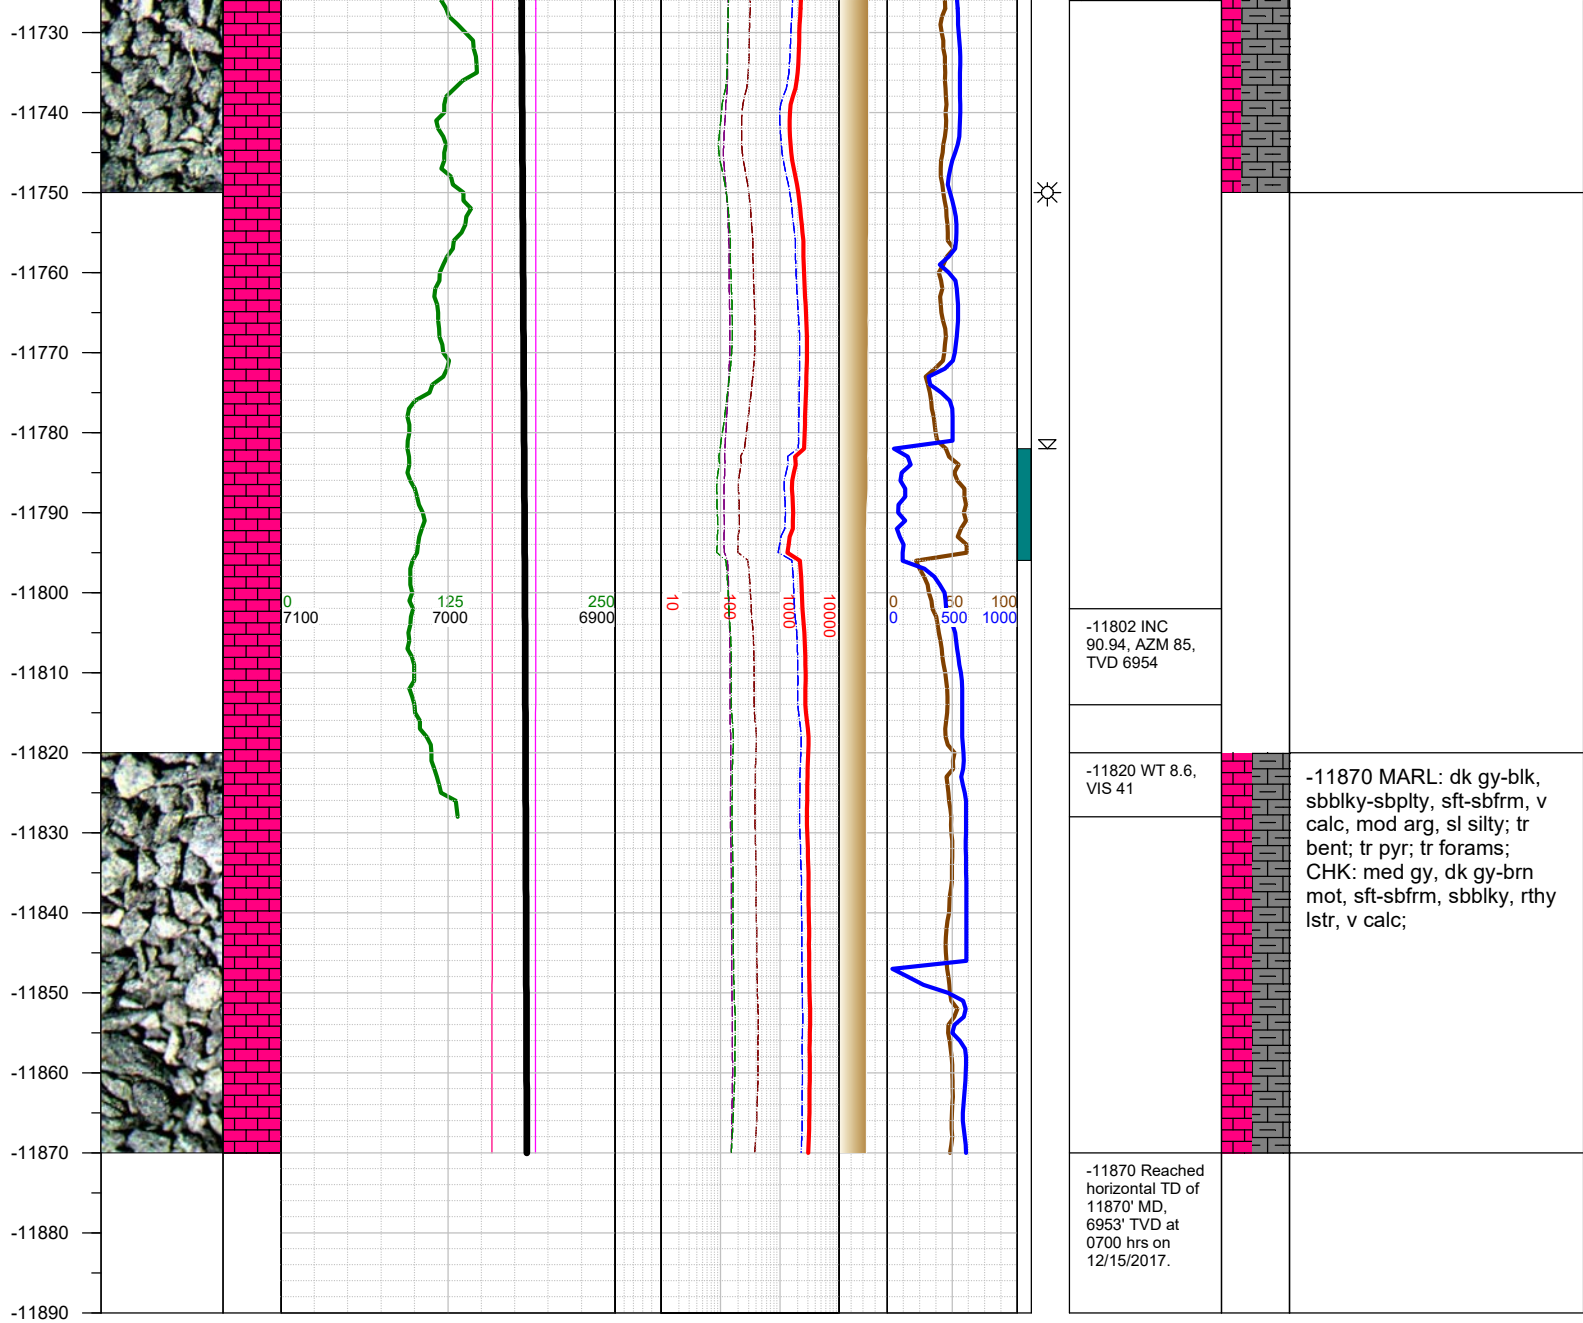 -11730
-11740
-11750
-11760
-11770
-11780
-11790
-11800
-11810
-11820
-11830
-11840
-11850
-11860
-11870
-11880
-11890
0 125 250
7100 7000 6900
10 100 1000 10000
0 50 100
0 500 1000
-11802 INC
90.94, AZM 85,
TVD 6954
-11820 WT 8.6,
VIS 41
-11870 MARL: dk gy-blk,
sbblky-sbplty, sft-sbfrm, v
calc, mod arg, sl silty; tr
bent; tr pyr; tr forams;
CHK: med gy, dk gy-brn
mot, sft-sbfrm, sbblky, rthy
lstr, v calc;
-11870 Reached
horizontal TD of
11870' MD,
6953' TVD at
0700 hrs on
12/15/2017.